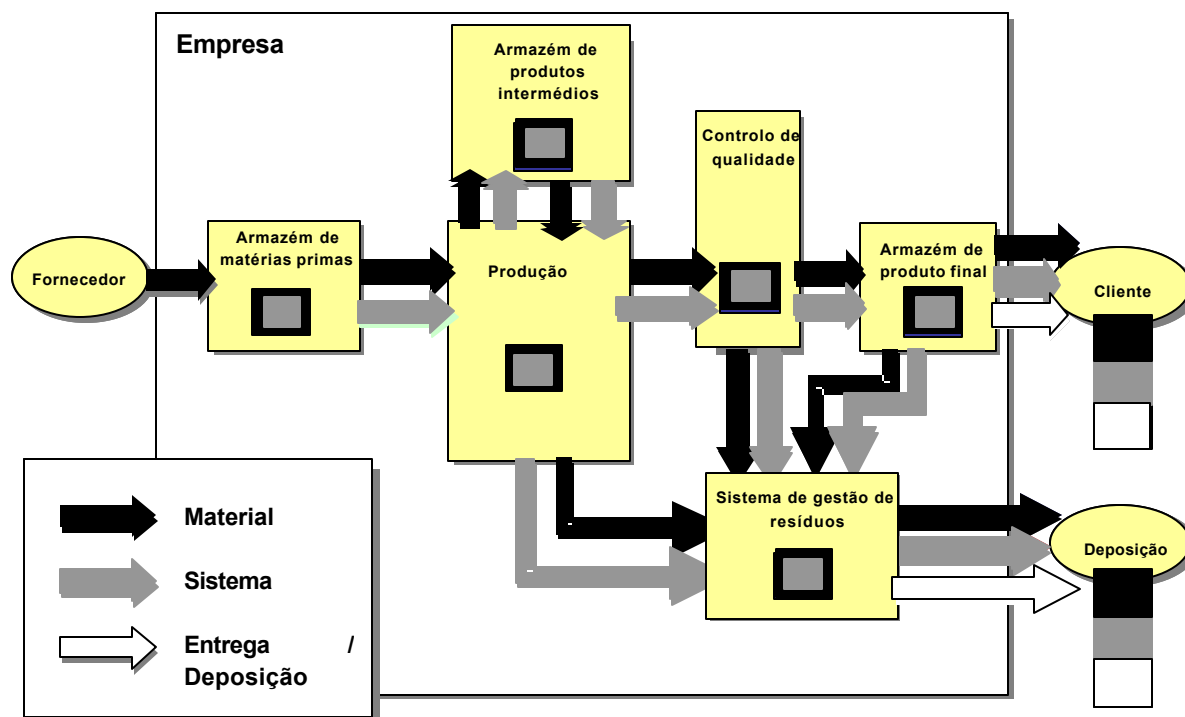 Empresa
Armazém de
produtos
intermédios
Controlo de
qualidade
Armazém de
matérias primas
Fornecedor
Produção
Armazém de
produto final
Cliente
Sistema de gestão de
resíduos
Deposição
Material
Sistema
Entrega /
Deposição